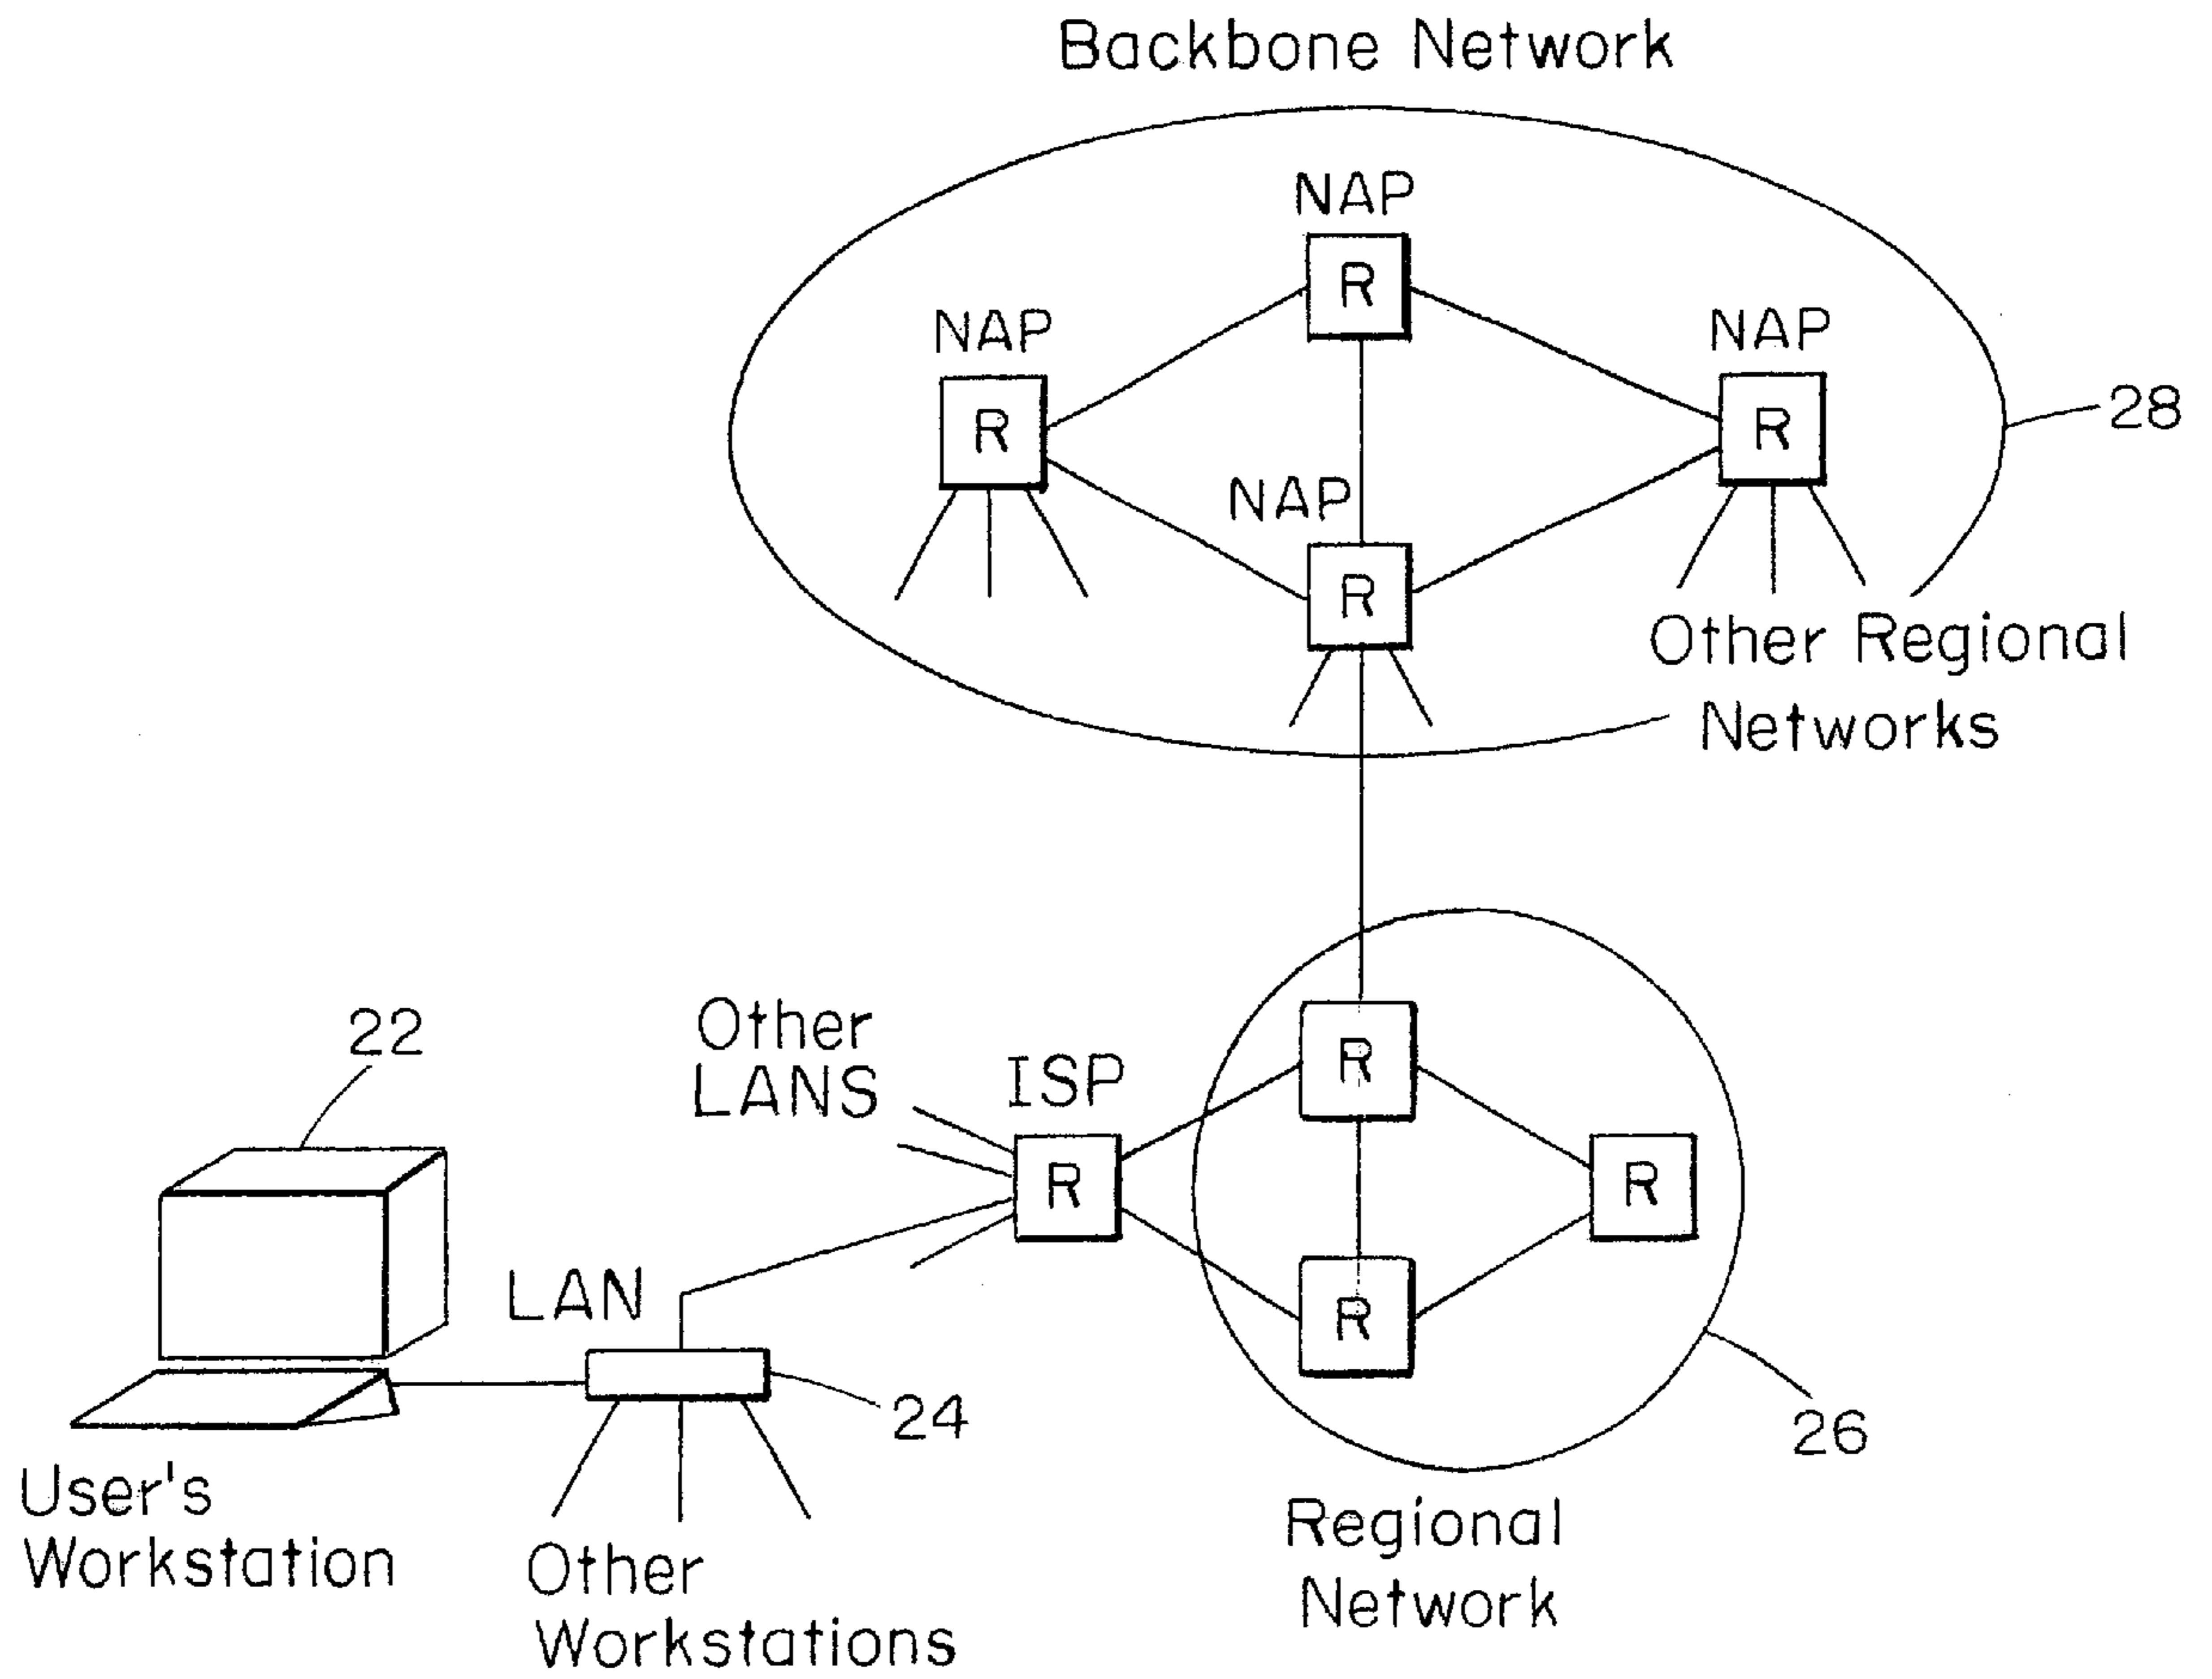 Backbone Network
NAP
R
NAP
R
NAP
R
28
NAP
R
Other Regional
Networks
Other
LANS
ISP
R
R
R
R
22
LAN
24
26
User's
Workstation
Other
Workstations
Regional
Network